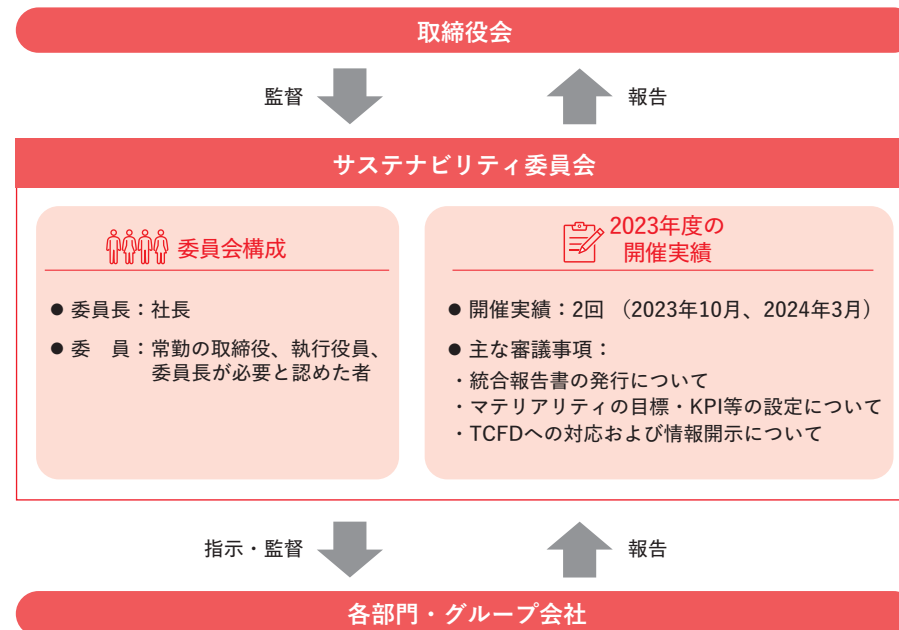 取締役会
監督
報告
サステナビリティ委員会
委員会構成
● 委員長：社長
● 委　員：常勤の取締役、執行役員、
委員長が必要と認めた者
2023年度の
開催実績
● 開催実績：2回 （2023年10月、2024年3月）
● 主な審議事項：
・統合報告書の発行について
・マテリアリティの目標・KPI等の設定について
・TCFDへの対応および情報開示について
指示・監督
報告
各部門・グループ会社